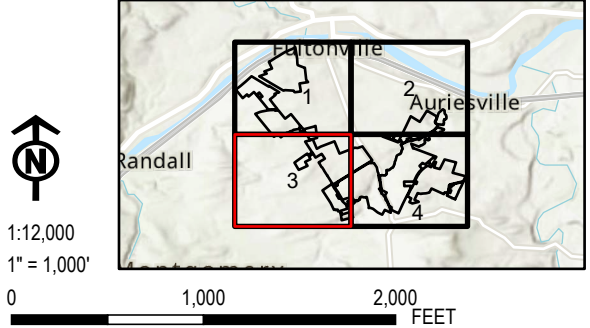 Fultonville
1
2
Auriesville
Randall
3
4
N
1:12,000
1" = 1,000'
Montgomery
0 1,000 2,000
FEET